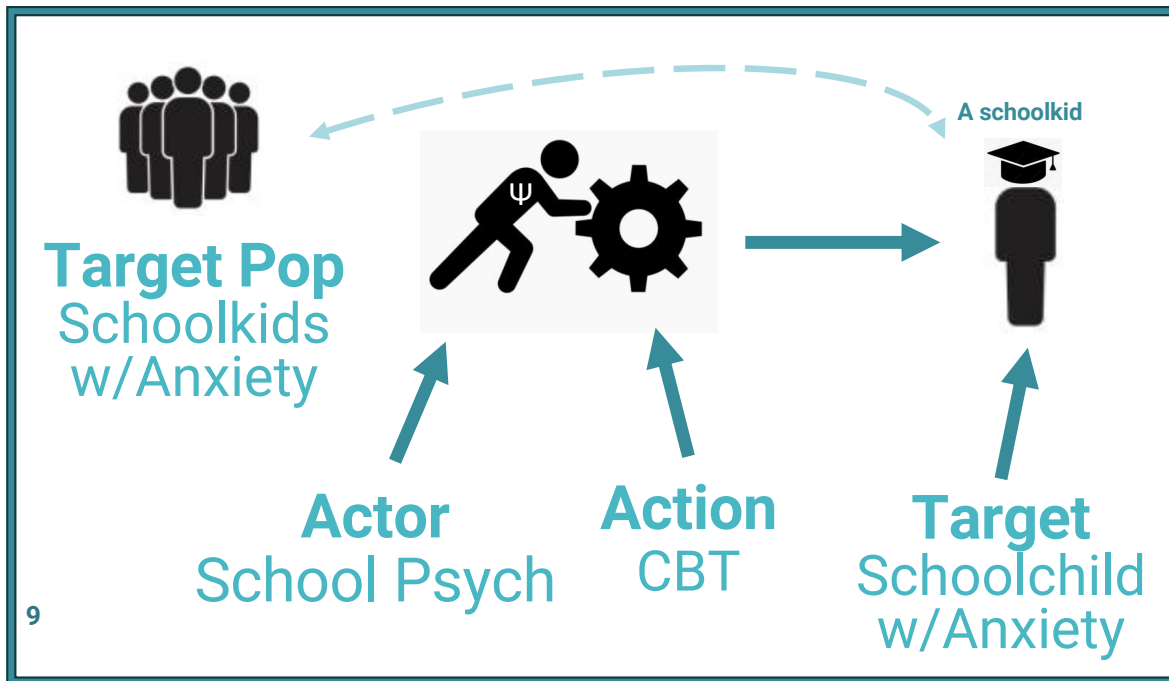 A schoolkid
Ψ
Target Pop
Schoolkids
w/Anxiety
Actor
School Psych
Action
CBT
Target
Schoolchild
w/Anxiety
9